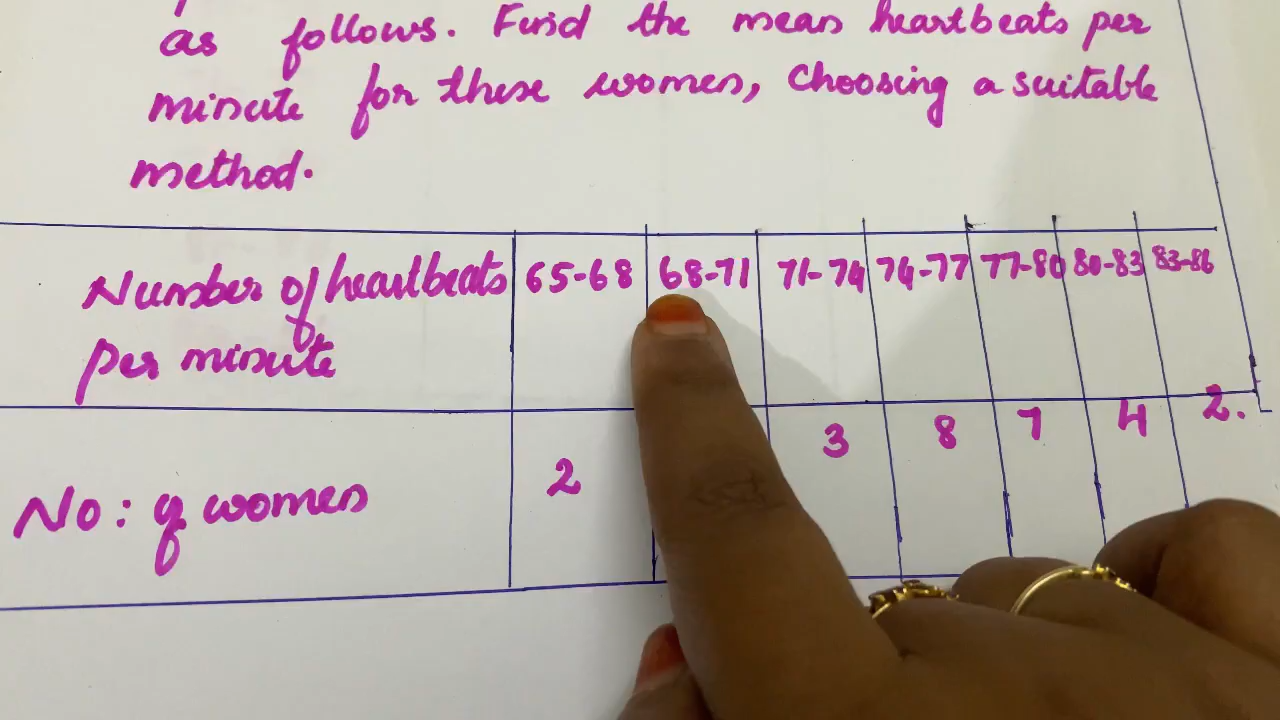 as follows. Find the mean heartbeats per
minute for these women, choosing a suitable
method.
Number of heartbeats 65-68 68-71 71-74 74-77 77-80 80-83 83-86
per minute
No: of women 2 3 8 7 4 2.